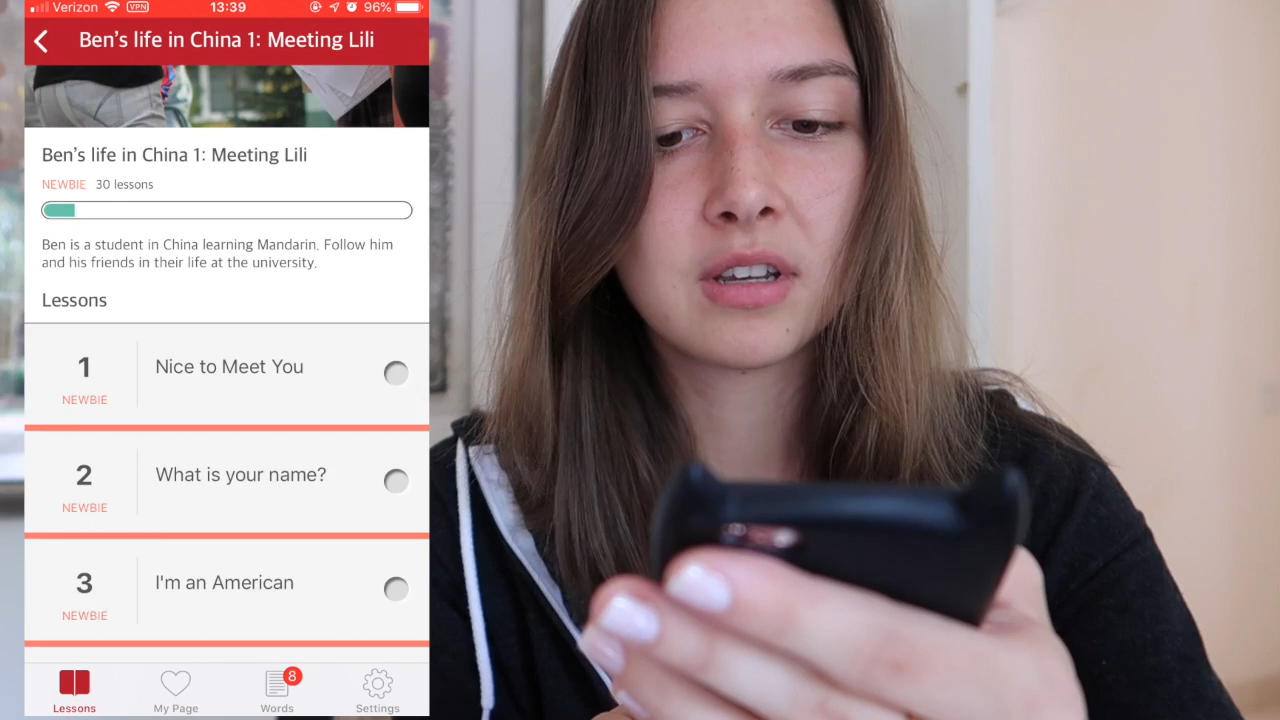 Verizon VPN 13:39 96%
Ben's life in China 1: Meeting Lili
Ben's life in China 1: Meeting Lili
NEWBIE 30 lessons
Ben is a student in China learning Mandarin. Follow him
and his friends in their life at the university.
Lessons
1 Nice to Meet You
NEWBIE
2 What is your name?
NEWBIE
3 I'm an American
NEWBIE
8
Lessons My Page Words Settings